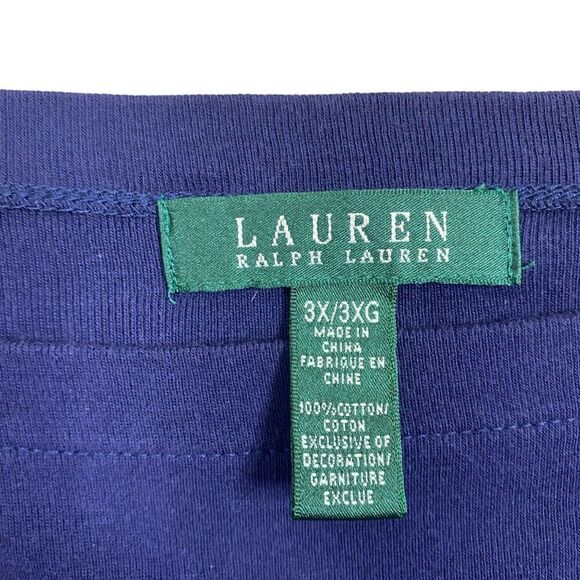 LAUREN
RALPH LAUREN
3X/3XG
MADE IN
CHINA
FABRIQUE EN
CHINE
100%COTTON/
COTON
EXCLUSIVE OF
DECORATION/
GARNITURE
EXCLUE